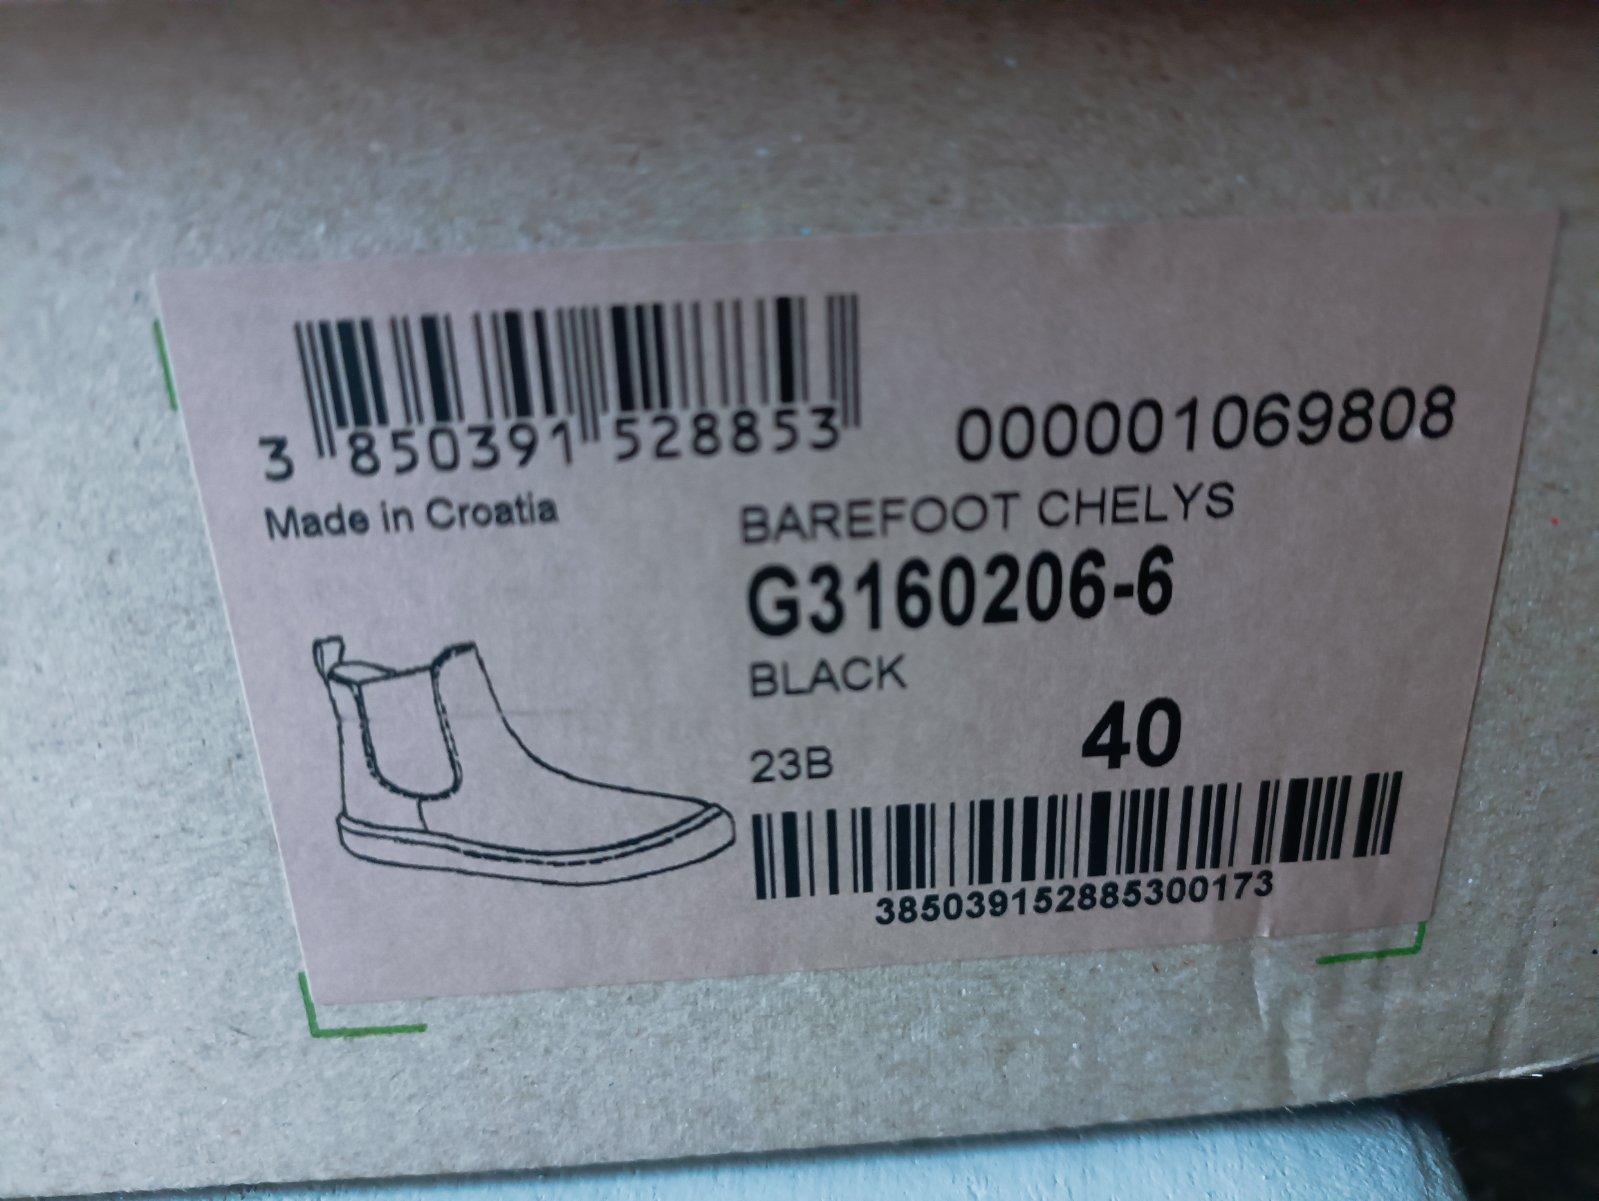 3 850391 528853
000001069808
Made in Croatia
BAREFOOT CHELYS
G3160206-6
BLACK
23B
40
385039152885300173